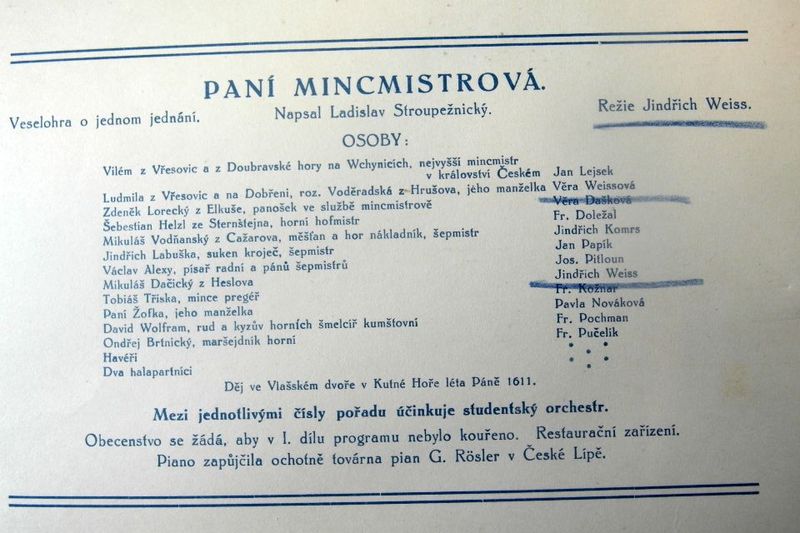 PANÍ MINCMISTROVÁ.
Veselohra o jednom jednání. Napsal Ladislav Stroupežnický. Režie Jindřich Weiss.
OSOBY:
Vilém z Vřesovic a z Doubravské hory na Wchynicích, nejvyšší mincmistr
v království Českém Jan Lejsek
Ludmila z Vřesovic a na Dobřeni, roz. Voděradská z Hrušova, jeho manželka Věra Weissová
Zdeněk Lorecký z Elkuše, panošek ve službě mincmistrově Věra Dašková
Šebestian Helzl ze Sternštejna, horní hofmistr Fr. Doležal
Mikuláš Vodňanský z Cažarova, měšťan a hor nákladník, šepmistr Jindřich Komrs
Jindřich Labuška, suken kroječ, šepmistr Jan Papík
Václav Alexy, písař radní a pánů šepmistrů Jos. Pitloun
Mikuláš Dačický z Heslova Jindřich Weiss
Tobiáš Tříska, mince pregéř Fr. Kožnar
Paní Žofka, jeho manželka Pavla Nováková
David Wolfram, rud a kyzův horních šmelcíř kumštovní Fr. Pochman
Ondřej Brtnický, maršejdník horní Fr. Pučelík
Havéři
Dva halapartníci
Děj ve Vlašském dvoře v Kutné Hoře léta Páně 1611.
Mezi jednotlivými čísly pořadu účinkuje studentský orchestr.
Obecenstvo se žádá, aby v I. dílu programu nebylo kouřeno. Restaurační zařízení.
Piano zapůjčila ochotně továrna pian G. Rösler v České Lípě.